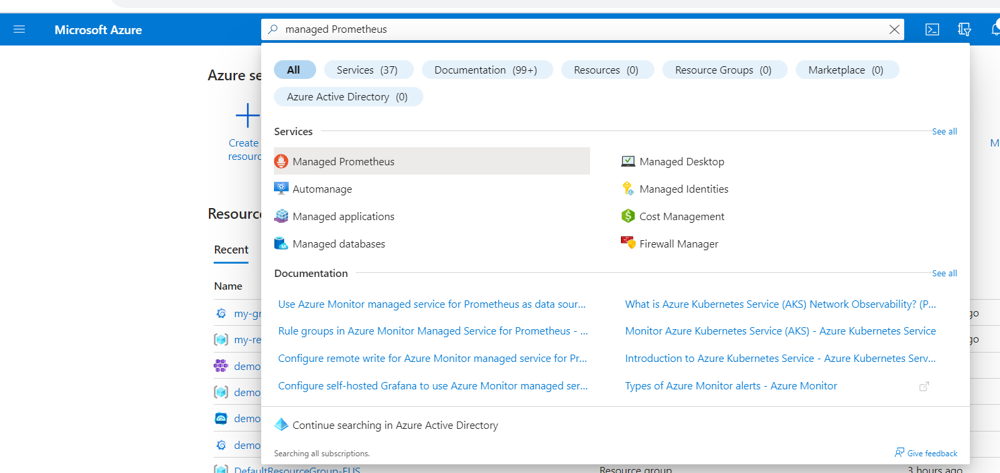 Microsoft Azure
managed Prometheus
All
Services (37)
Documentation (99+)
Resources (0)
Resource Groups (0)
Marketplace (0)
Azure Active Directory (0)
Azure se
Create
resourc
M
Services
See all
Managed Prometheus
Managed Desktop
Automanage
Managed Identities
Managed applications
Cost Management
Managed databases
Firewall Manager
Resourc
Recent
Name
Documentation
See all
Use Azure Monitor managed service for Prometheus as data sour...
What is Azure Kubernetes Service (AKS) Network Observability? (P...
Rule groups in Azure Monitor Managed Service for Prometheus - ...
Monitor Azure Kubernetes Service (AKS) - Azure Kubernetes Service
Configure remote write for Azure Monitor managed service for Pr...
Introduction to Azure Kubernetes Service - Azure Kubernetes Serv...
Configure self-hosted Grafana to use Azure Monitor managed ser...
Types of Azure Monitor alerts - Azure Monitor
my-gr
go
my-re
go
demo
demo
demo
demo
Continue searching in Azure Active Directory
Searching all subscriptions.
Give feedback
DefaultResourceGroup-EUS
Resource group
3 hours ago